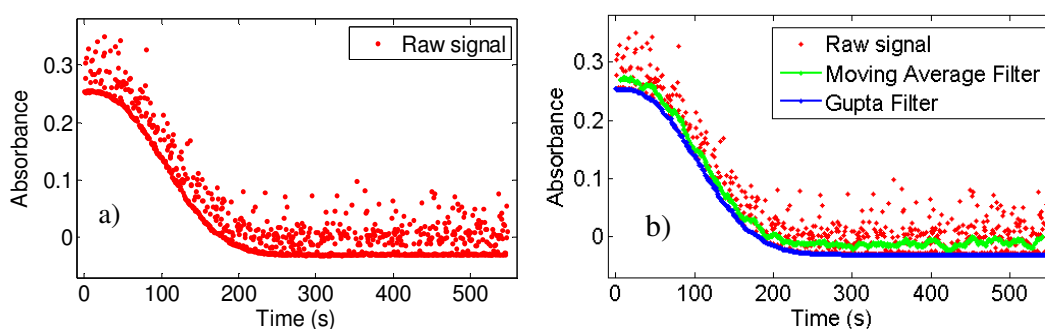 Absorbance
0.3
0.2
0.1
0
Raw signal
a)
0 100 200 300 400 500
Time (s)
Absorbance
0.3
0.2
0.1
0
Raw signal
Moving Average Filter
Gupta Filter
b)
0 100 200 300 400 500
Time (s)